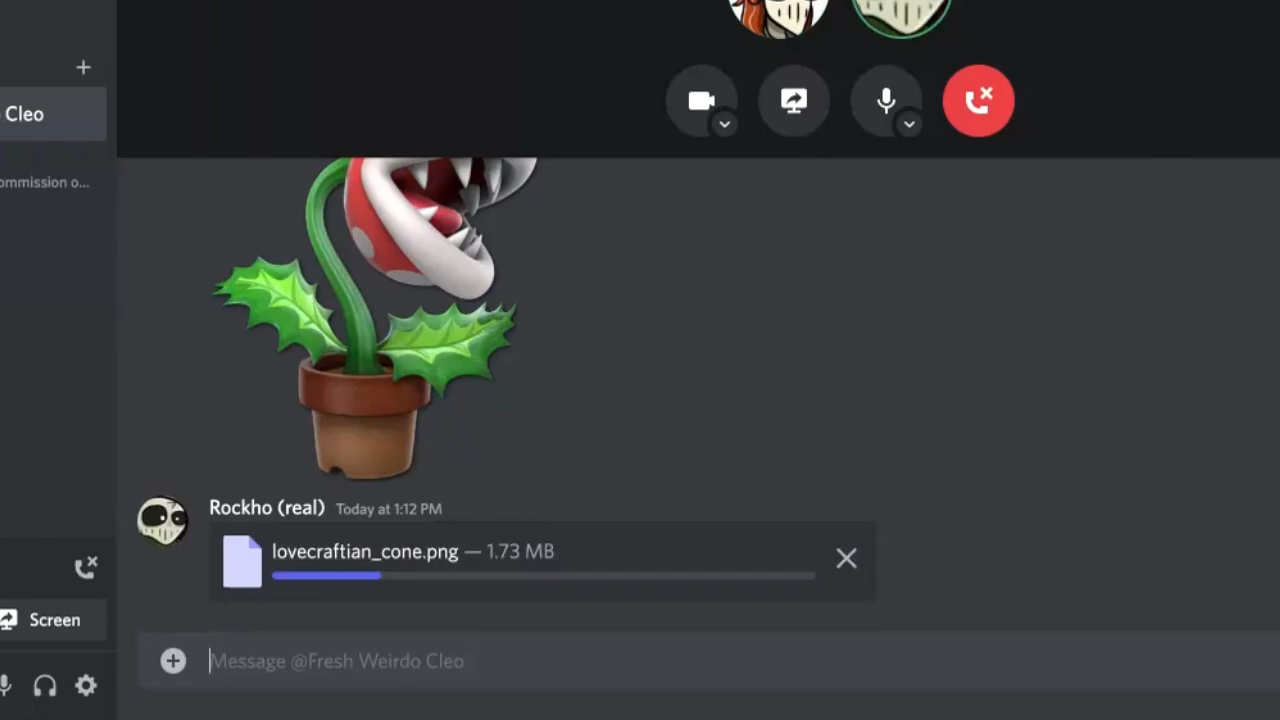 Cleo
ommission o...
Rockho (real) Today at 1:12 PM
lovecraftian_cone.png — 1.73 MB
Screen
Message @Fresh Weirdo Cleo